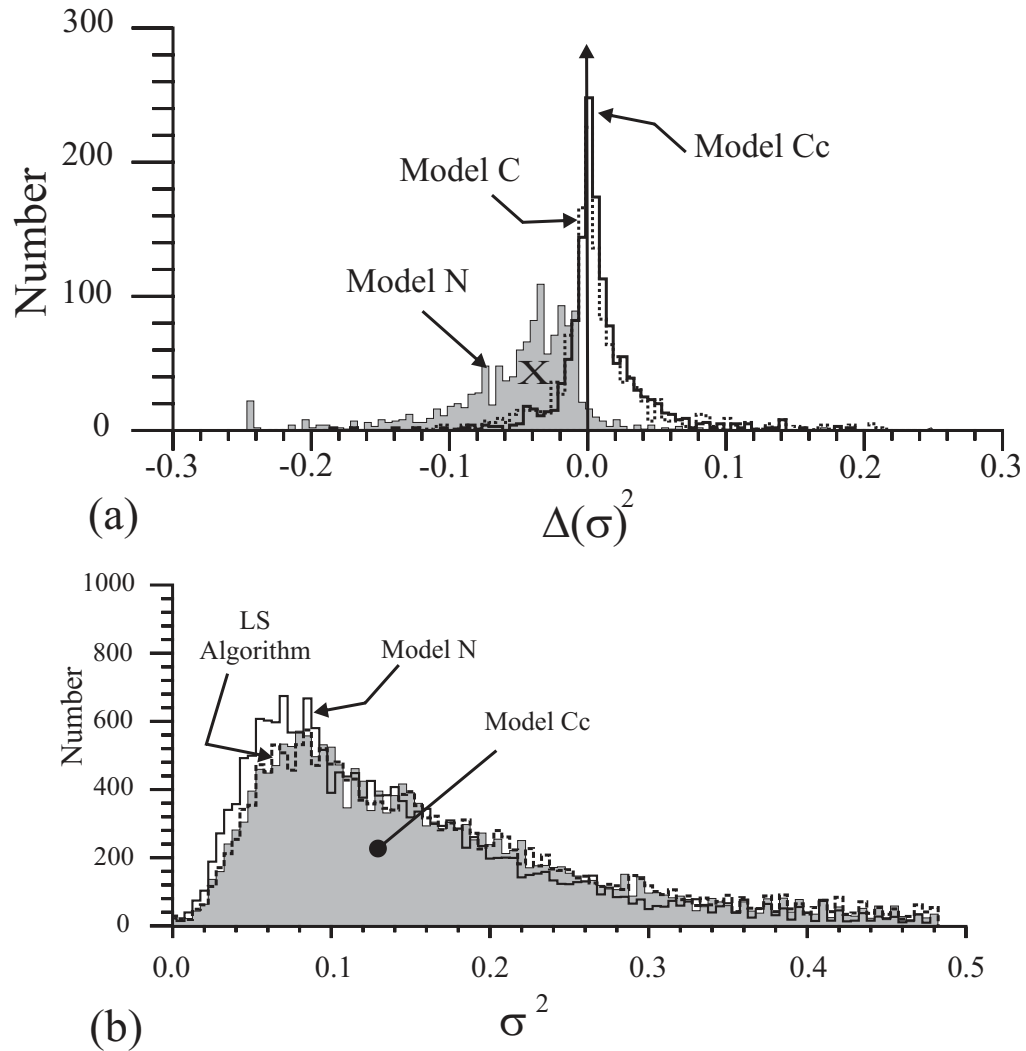 300
200
100
0
Number
Model Cc
Model C
Model N
X
-0.3
-0.2
-0.1
0.0
0.1
0.2
0.3
(a)
Δ(σ)²
1000
800
600
400
200
0
Number
LS
Algorithm
Model N
Model Cc
0.0
0.1
0.2
0.3
0.4
0.5
(b)
σ²